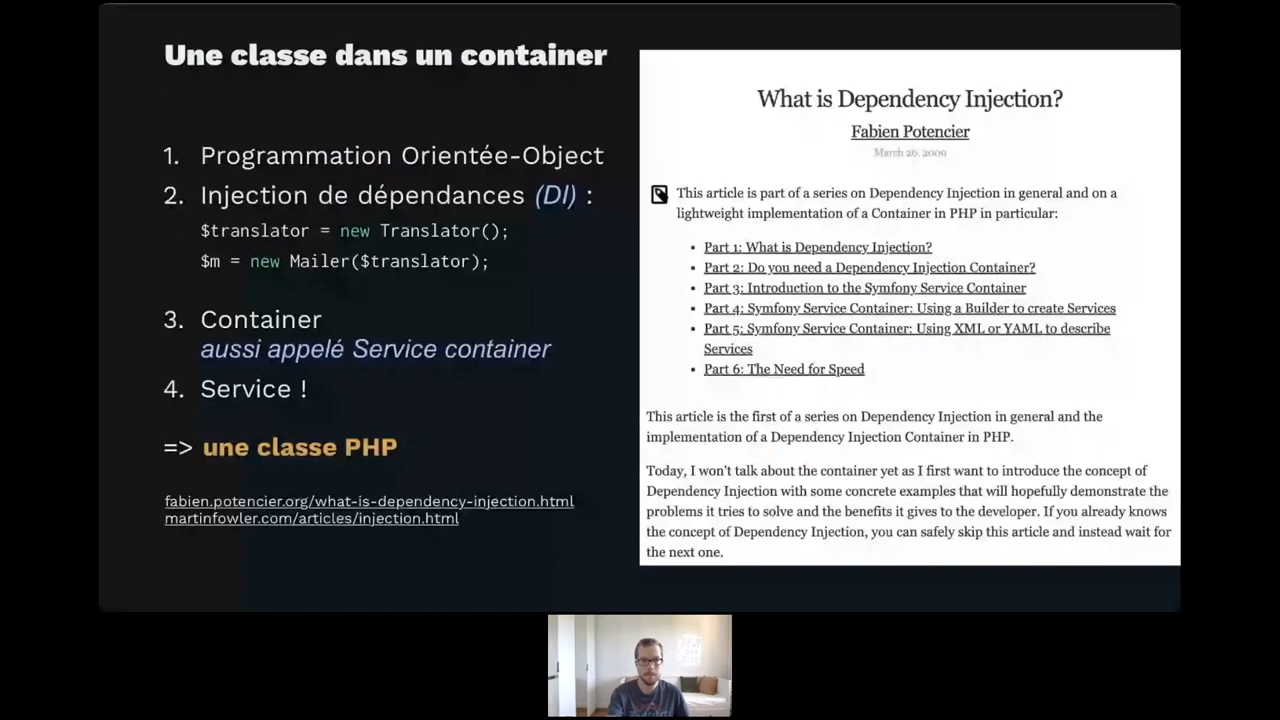 Une classe dans un container
1. Programmation Orientée-Object
2. Injection de dépendances (DI) :
$translator = new Translator();
$m = new Mailer($translator);
3. Container
aussi appelé Service container
4. Service !
=> une classe PHP
fabien.potencier.org/what-is-dependency-injection.html
martinfowler.com/articles/injection.html
What is Dependency Injection?
Fabien Potencier
March 26, 2009
This article is part of a series on Dependency Injection in general and on a
lightweight implementation of a Container in PHP in particular:
• Part 1: What is Dependency Injection?
• Part 2: Do you need a Dependency Injection Container?
• Part 3: Introduction to the Symfony Service Container
• Part 4: Symfony Service Container: Using a Builder to create Services
• Part 5: Symfony Service Container: Using XML or YAML to describe
Services
• Part 6: The Need for Speed
This article is the first of a series on Dependency Injection in general and the
implementation of a Dependency Injection Container in PHP.
Today, I won't talk about the container yet as I first want to introduce the concept of
Dependency Injection with some concrete examples that will hopefully demonstrate the
problems it tries to solve and the benefits it gives to the developer. If you already knows
the concept of Dependency Injection, you can safely skip this article and instead wait for
the next one.